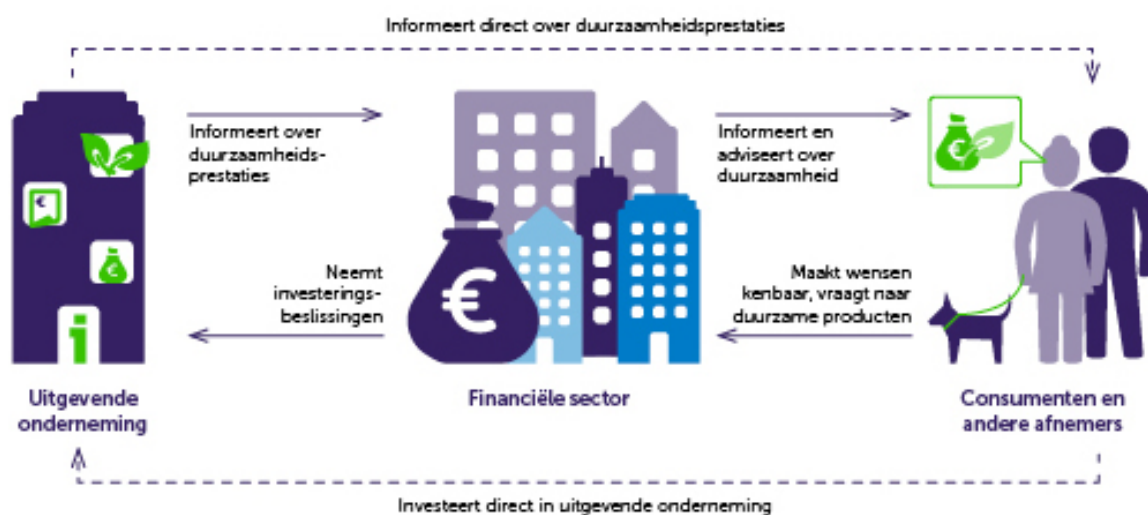 Informeert direct over duurzaamheidsprestaties
Informeert over
duurzaamheids-
prestaties
Informeert en
adviseert over
duurzaamheid
€
€
€
€
€
i
Neemt
investerings-
beslissingen
Maakt wensen
kenbaar, vraagt naar
duurzame producten
Uitgevende
onderneming
Financiële sector
Consumenten en
andere afnemers
Investeert direct in uitgevende onderneming